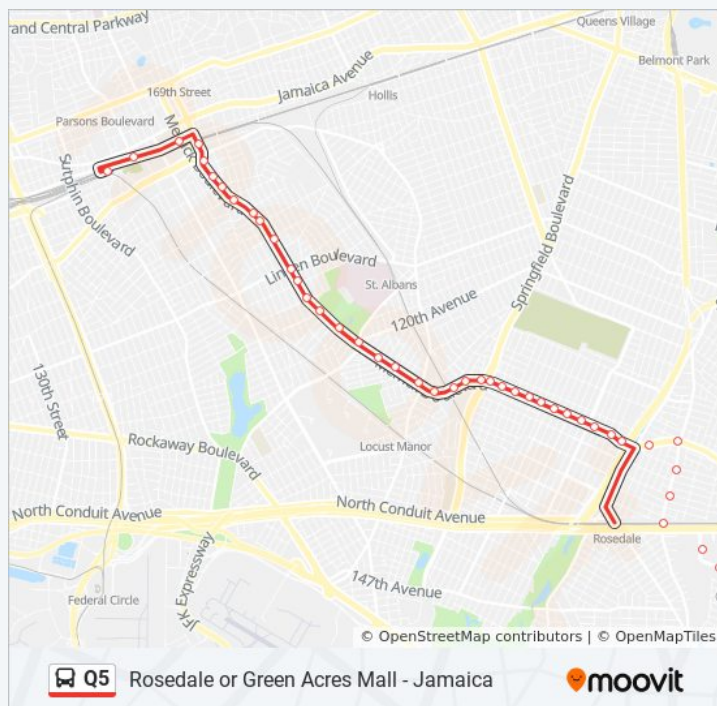 rand Central Parkway
Queens Village
Belmont Park
169th Street
Jamaica Avenue
Hollis
Parsons Boulevard
Merrick Boulevard
Sutphin Boulevard
Springfield Boulevard
Linden Boulevard
St. Albans
120th Avenue
130th Street
Locust Manor
Rockaway Boulevard
North Conduit Avenue
North Conduit Avenue
Rosedale
JFK Expressway
147th Avenue
Federal Circle
© OpenStreetMap contributors | © OpenMapTiles
Q5 Rosedale or Green Acres Mall - Jamaica
moovit